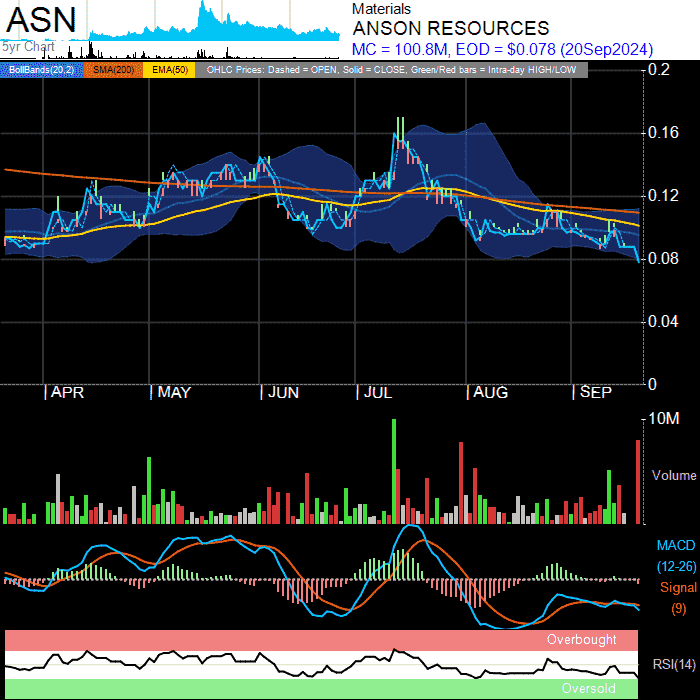 ASN
5yr Chart
Materials
ANSON RESOURCES
MC = 100.8M, EOD = $0.078 (20Sep2024)
BollBands(20,2) SMA(200) EMA(50) OHLC Prices: Dashed = OPEN, Solid = CLOSE, Green/Red bars = Intra-day HIGH/LOW
0.2
0.16
0.12
0.08
0.04
0
APR MAY JUN JUL AUG SEP
10M
Volume
MACD
(12-26)
Signal
(9)
Overbought
RSI(14)
Oversold